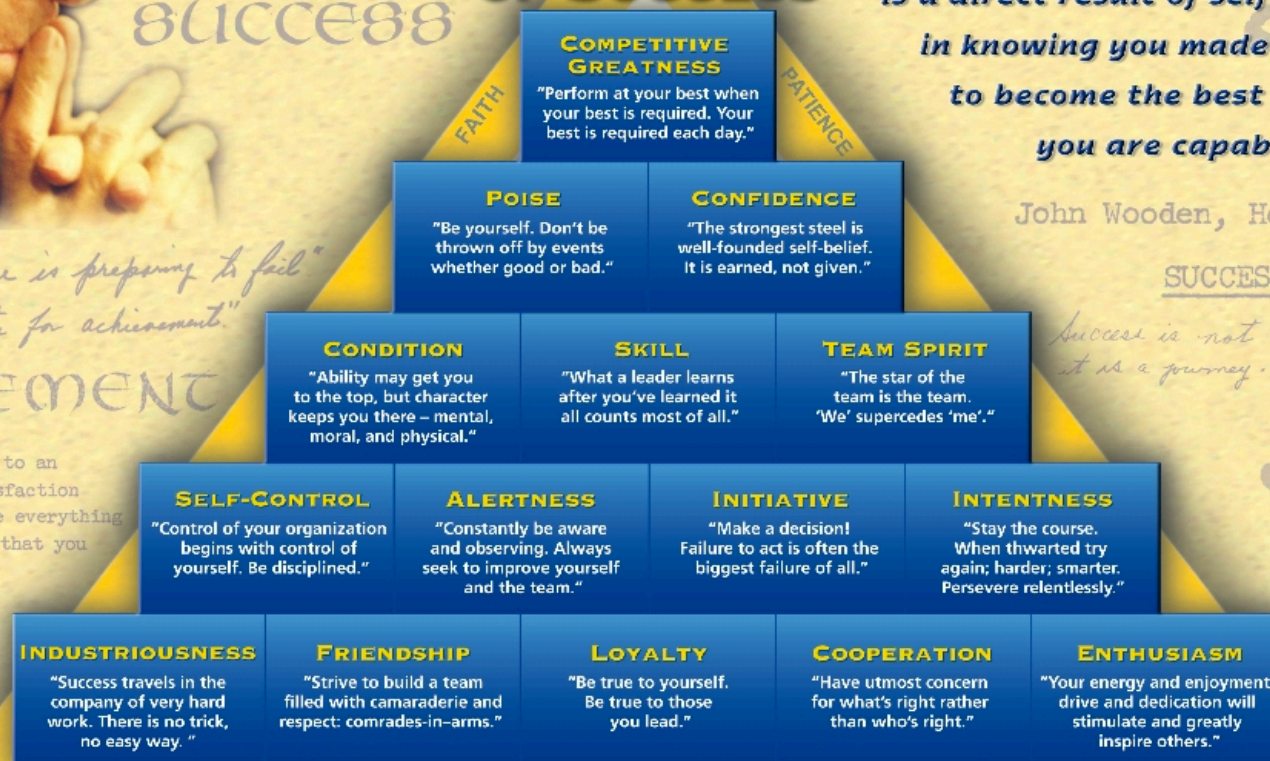 success
is a direct result of self
in knowing you made
to become the best
you are capab
John Wooden, H
SUCCES
Success is not
it is a journey.
e is preparing to fail"
for achievement."
EMENT
to an
sfaction
e everything
that you
FAITH
PATIENCE
COMPETITIVE
GREATNESS
"Perform at your best when
your best is required. Your
best is required each day."
POISE
"Be yourself. Don't be
thrown off by events
whether good or bad."
CONFIDENCE
"The strongest steel is
well-founded self-belief.
It is earned, not given."
CONDITION
"Ability may get you
to the top, but character
keeps you there – mental,
moral, and physical."
SKILL
"What a leader learns
after you've learned it
all counts most of all."
TEAM SPIRIT
"The star of the
team is the team.
'We' supercedes 'me'."
SELF-CONTROL
"Control of your organization
begins with control of
yourself. Be disciplined."
ALERTNESS
"Constantly be aware
and observing. Always
seek to improve yourself
and the team."
INITIATIVE
"Make a decision!
Failure to act is often the
biggest failure of all."
INTENTNESS
"Stay the course.
When thwarted try
again; harder; smarter.
Persevere relentlessly."
INDUSTRIOUSNESS
"Success travels in the
company of very hard
work. There is no trick,
no easy way. "
FRIENDSHIP
"Strive to build a team
filled with camaraderie and
respect: comrades-in-arms."
LOYALTY
"Be true to yourself.
Be true to those
you lead."
COOPERATION
"Have utmost concern
for what's right rather
than who's right."
ENTHUSIASM
"Your energy and enjoyment
drive and dedication will
stimulate and greatly
inspire others."